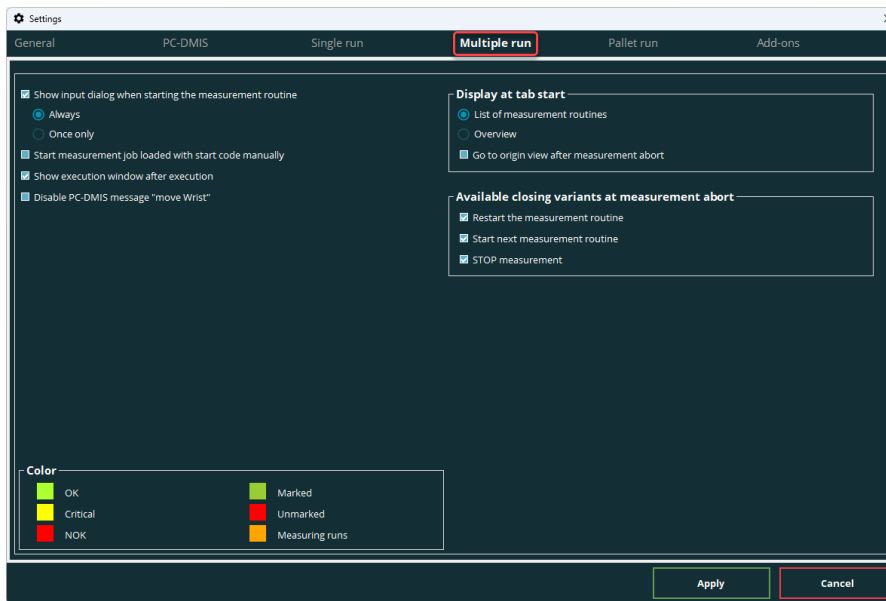 Settings
General PC-DMIS Single run Multiple run Pallet run Add-ons
Show input dialog when starting the measurement routine
Always
Once only
Start measurement job loaded with start code manually
Show execution window after execution
Disable PC-DMIS message "move Wrist"
Display at tab start
List of measurement routines
Overview
Go to origin view after measurement abort
Available closing variants at measurement abort
Restart the measurement routine
Start next measurement routine
STOP measurement
Color
OK Marked
Critical Unmarked
NOK Measuring runs
Apply Cancel